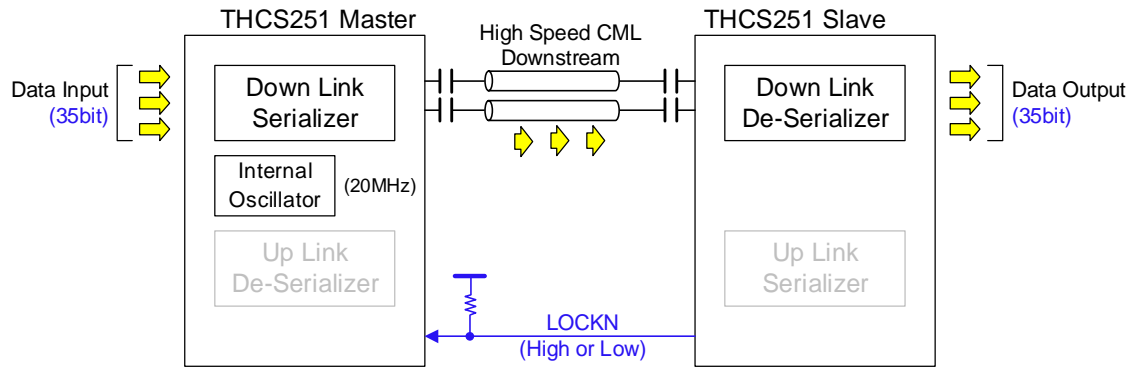 THCS251 Master
THCS251 Slave
High Speed CML
Downstream
Data Input
(35bit)
Down Link
Serializer
Down Link
De-Serializer
Data Output
(35bit)
Internal
Oscillator
(20MHz)
Up Link
De-Serializer
Up Link
Serializer
LOCKN
(High or Low)